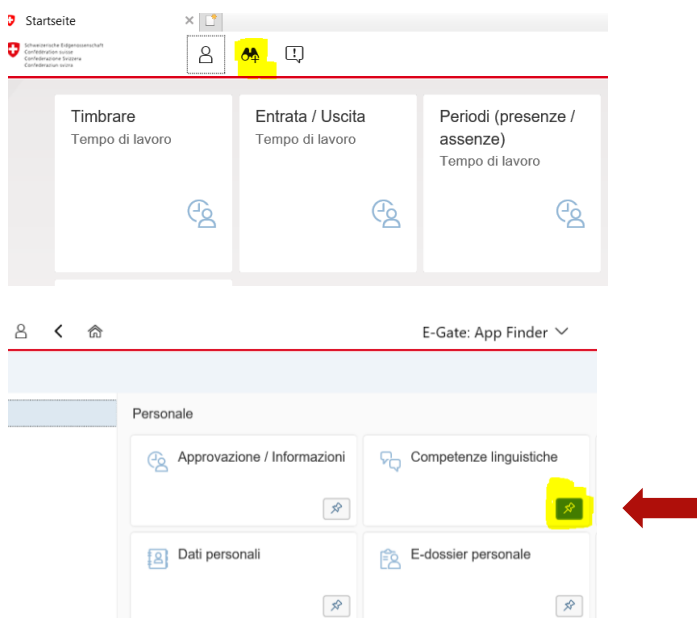 Startseite
Schweizerische Eidgenossenschaft
Confédération suisse
Confederazione Svizzera
Confederaziun svizra
Timbrare
Tempo di lavoro
Entrata / Uscita
Tempo di lavoro
Periodi (presenze /
assenze)
Tempo di lavoro
E-Gate: App Finder
Personale
Approvazione / Informazioni
Competenze linguistiche
Dati personali
E-dossier personale